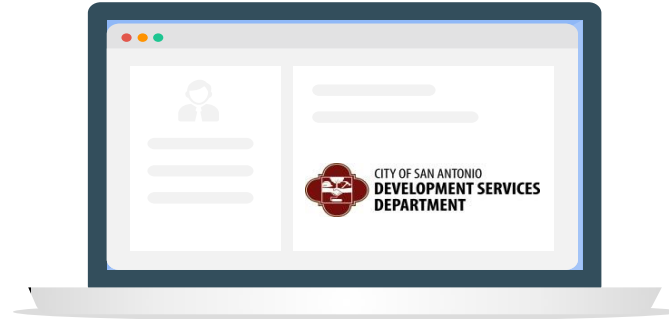 CITY OF SAN ANTONIO
DEVELOPMENT SERVICES
DEPARTMENT